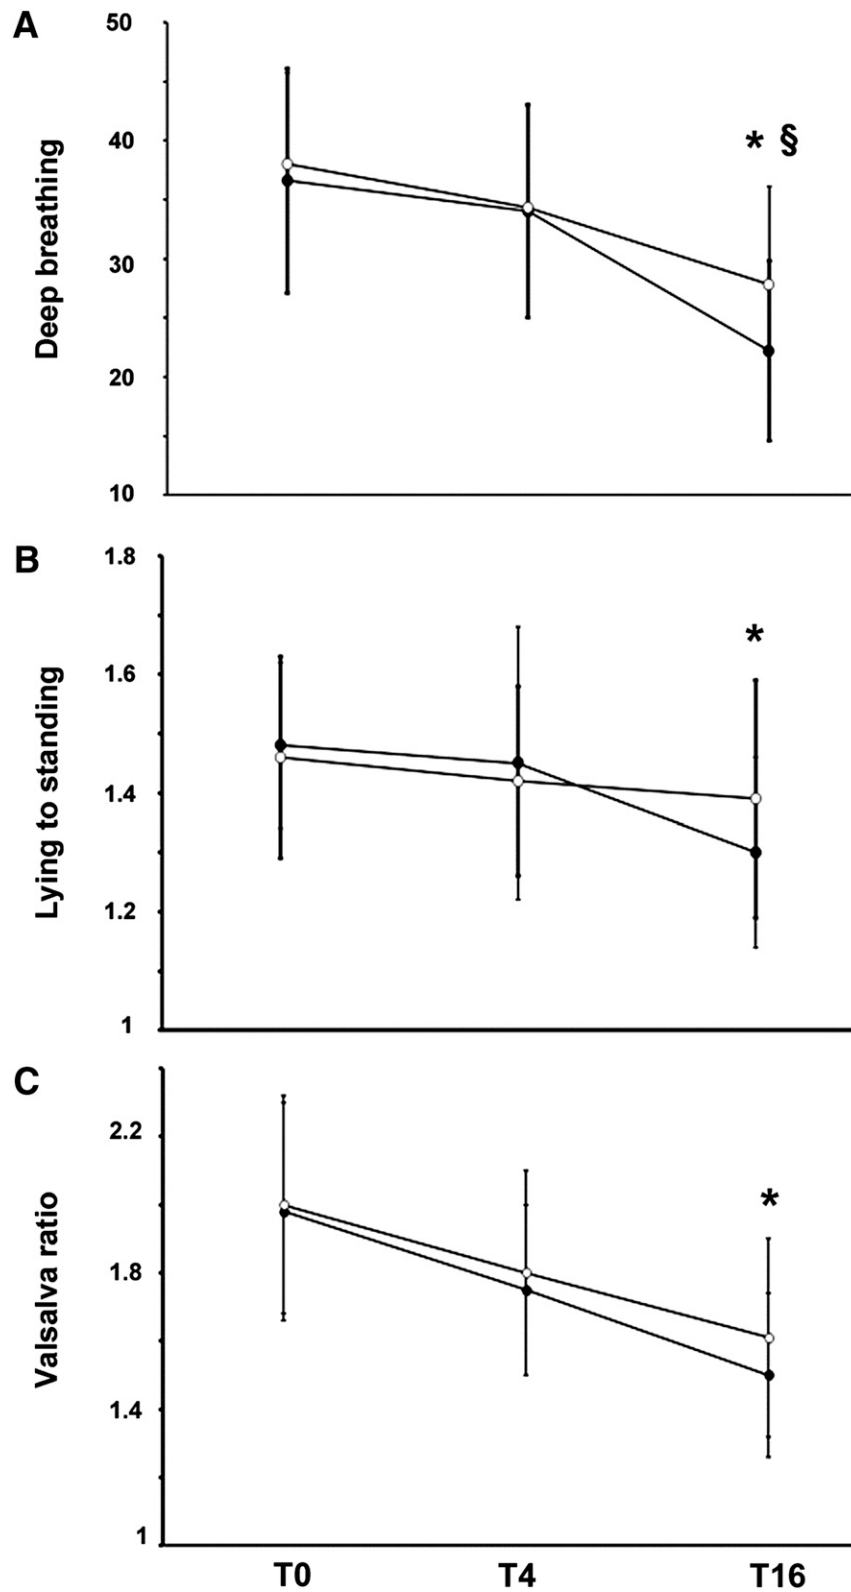 A
50
40
30
20
10
Deep breathing
* §
B
1.8
1.6
1.4
1.2
1
Lying to standing
*
C
2.2
1.8
1.4
1
Valsalva ratio
*
T0 T4 T16